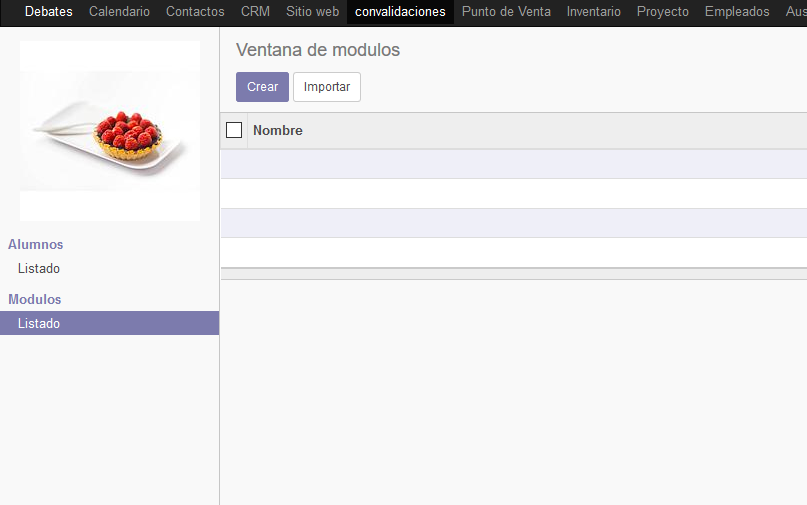 Debates Calendario Contactos CRM Sitio web convalidaciones Punto de Venta Inventario Proyecto Empleados Aus
Ventana de modulos
Crear Importar
Nombre
Alumnos
Listado
Modulos
Listado